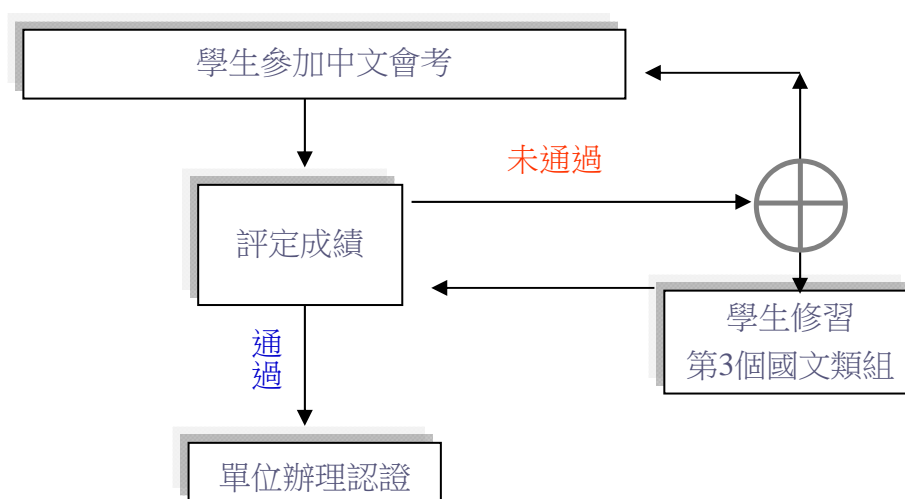 學生參加中文會考
未通過
評定成績
學生修習
第3個國文類組
通
過
單位辦理認證